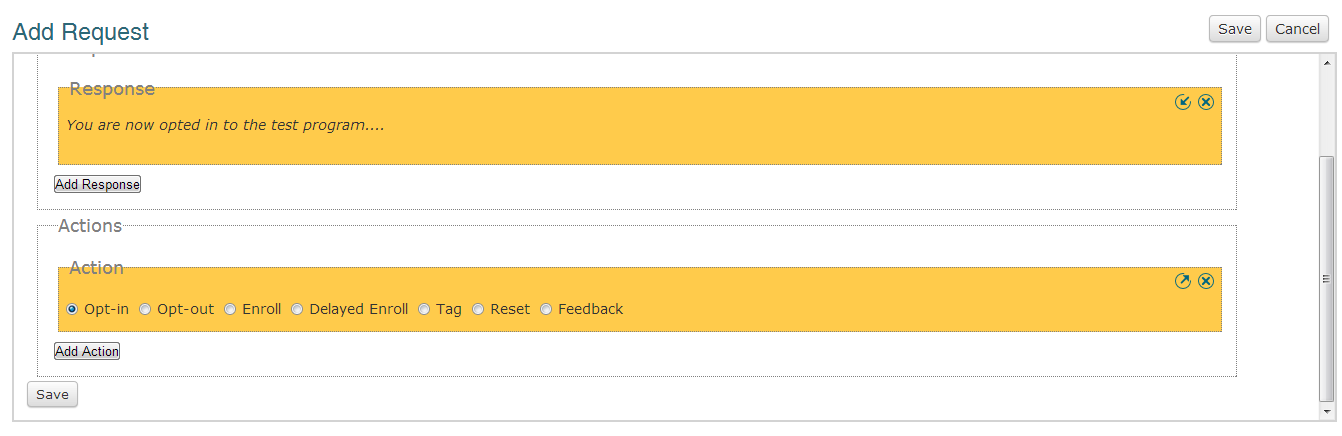 Add Request
Save Cancel
Response
You are now opted in to the test program....
Add Response
Actions
Action
Opt-in Opt-out Enroll Delayed Enroll Tag Reset Feedback
Add Action
Save